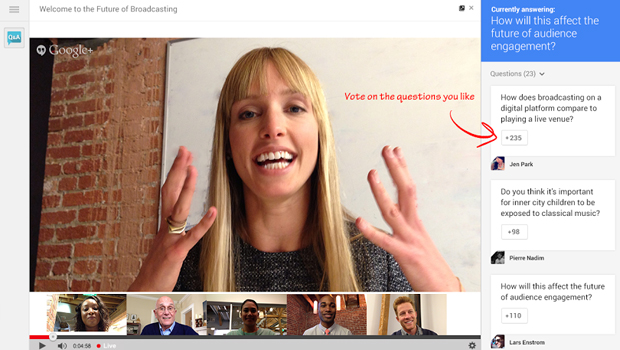 Welcome to the Future of Broadcasting
Q&A
Google+
Vote on the questions you like
0:04:58
Live
Currently answering:
How will this affect the
future of audience
engagement?
Questions (23)
How does broadcasting on a
digital platform compare to
playing a live venue?
+235
Jen Park
Do you think it's important
for inner city children to
be exposed to classical music?
+98
Pierre Nadim
How will this affect the future
of audience engagement?
+110
Lars Enstrom